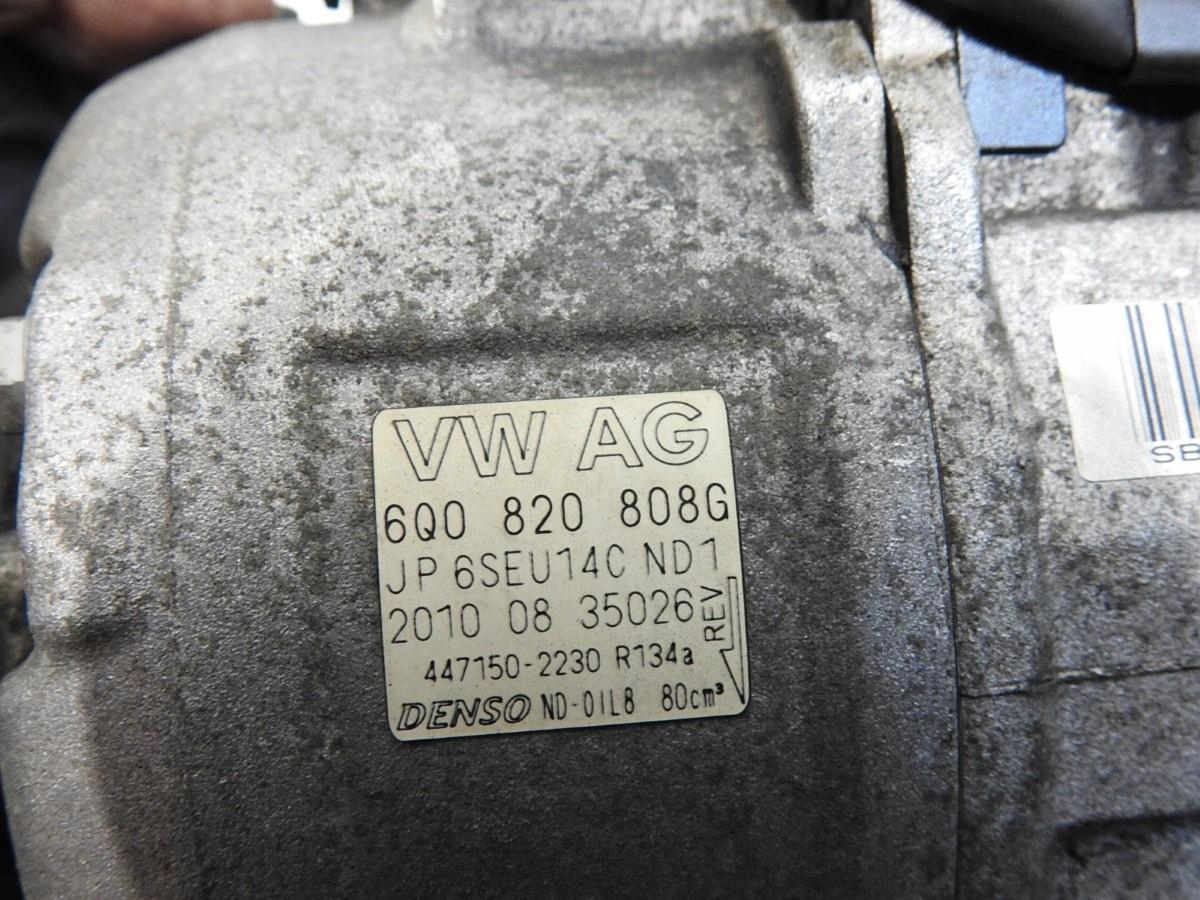 VW AG
6Q0 820 808G
JP 6SEU14C ND1
2010 08 35026
REV
447150-2230 R134a
DENSO ND-OIL8 80cm³
SB